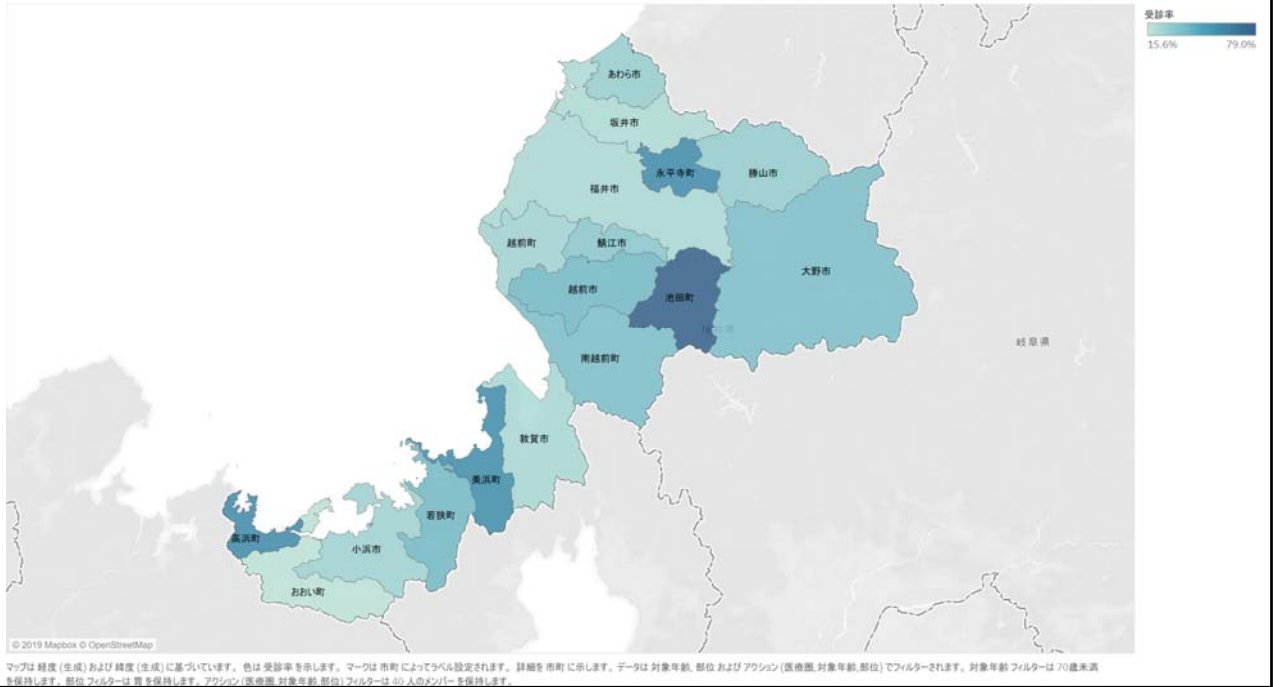 受診率
15.6% 79.0%
あわら市
坂井市
永平寺町
勝山市
福井市
越前町
鯖江市
大野市
越前市
池田町
岐阜県
南越前町
敦賀市
美浜町
若狭町
高浜町
小浜市
おおい町
© 2019 Mapbox © OpenStreetMap
マップは 経度 (生成) および 緯度 (生成) に基づいています。 色は 受診率 を示します。 マークは 市町 によってラベル設定されます。 詳細を 市町 に示します。 データは 対象年齢, 部位 および アクション (医療圏, 対象年齢, 部位) でフィルターされます。 対象年齢 フィルターは 70歳未満
を保持します。 部位 フィルターは 胃 を保持します。 アクション (医療圏, 対象年齢, 部位) フィルターは 40 人のメンバー を保持します。